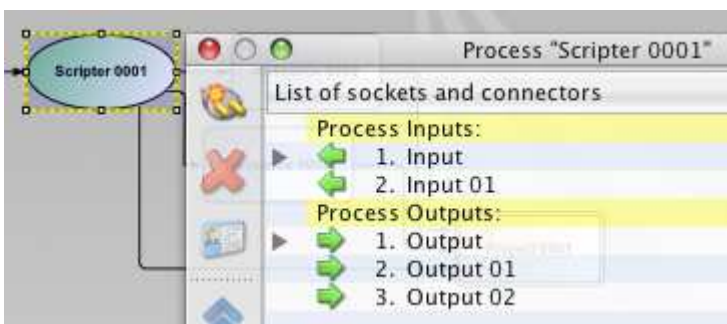 Process "Scripter 0001"
Scripter 0001
List of sockets and connectors
Process Inputs:
1. Input
2. Input 01
Process Outputs:
1. Output
2. Output 01
3. Output 02